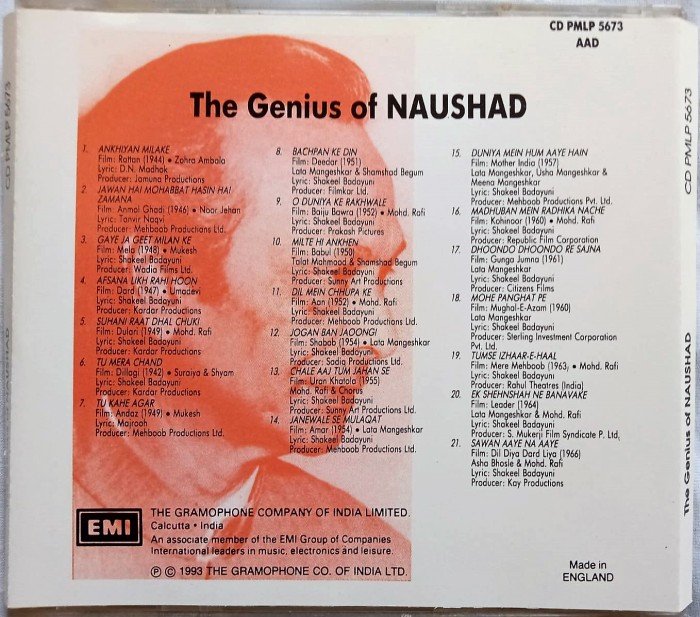 CD PMLP 5673
AAD
The Genius of NAUSHAD
1. ANKHIYAN MILAKE
Film: Rattan (1944) • Zohra Ambala
Lyric: D.N. Madhok
Producer: Jamuna Productions
2. JAWAN HAI MOHABBAT HASIN HAI
ZAMANA
Film: Anmol Ghadi (1946) • Noor Jehan
Lyric: Tanvir Naqvi
Producer: Mehboob Productions Ltd.
3. GAYE JA GEET MILAN KE
Film: Mela (1948) • Mukesh
Lyric: Shakeel Badayuni
Producer: Wadia Films Ltd.
4. AFSANA LIKH RAHI HOON
Film: Dard (1947) • Umadevi
Lyric: Shakeel Badayuni
Producer: Kardar Productions
5. SUHANI RAAT DHAL CHUKI
Film: Dulari (1949) • Mohd. Rafi
Lyric: Shakeel Badayuni
Producer: Kardar Productions
6. TU MERA CHAND
Film: Dillagi (1942) • Suraiya & Shyam
Lyric: Shakeel Badayuni
Producer: Kardar Productions
7. TU KAHE AGAR
Film: Andaz (1949) • Mukesh
Lyric: Majrooh
Producer: Mehboob Productions Ltd.
8. BACHPAN KE DIN
Film: Deedar (1951)
Lata Mangeshkar & Shamshad Begum
Lyric: Shakeel Badayuni
Producer: Filmkar Ltd.
9. O DUNIYA KE RAKHWALE
Film: Baiju Bawra (1952) • Mohd. Rafi
Lyric: Shakeel Badayuni
Producer: Prakash Pictures
10. MILTE HI ANKHEN
Film: Babul (1950)
Talat Mahmood & Shamshad Begum
Lyric: Shakeel Badayuni
Producer: Sunny Art Productions
11. DIL MEIN CHHUPA KE
Film: Aan (1952) • Mohd. Rafi
Lyric: Shakeel Badayuni
Producer: Mehboob Productions Ltd.
12. JOGAN BAN JAOONGI
Film: Shabab (1954) • Lata Mangeshkar
Lyric: Shakeel Badayuni
Producer: Sadia Productions Ltd.
13. CHALE AAJ TUM JAHAN SE
Film: Uran Khatola (1955)
Mohd. Rafi & Chorus
Lyric: Shakeel Badayuni
Producer: Sunny Art Productions
14. JANEWALE SE MULAQAT
Film: Amar (1954) • Lata Mangeshkar
Lyric: Shakeel Badayuni
Producer: Mehboob Productions Ltd.
15. DUNIYA MEIN HUM AAYE HAIN
Film: Mother India (1957)
Lata Mangeshkar, Usha Mangeshkar &
Meena Mangeshkar
Lyric: Shakeel Badayuni
Producer: Mehboob Productions Pvt. Ltd.
16. MADHUBAN MEIN RADHIKA NACHE
Film: Kohinoor (1960) • Mohd. Rafi
Lyric: Shakeel Badayuni
Producer: Republic Film Corporation
17. DHOONDO DHOONDO RE SAJNA
Film: Gunga Jumna (1961)
Lata Mangeshkar
Lyric: Shakeel Badayuni
Producer: Citizens Films
18. MOHE PANGHAT PE
Film: Mughal-E-Azam (1960)
Lata Mangeshkar
Lyric: Shakeel Badayuni
Producer: Sterling Investment Corporation
Pvt. Ltd.
19. TUMSE IZHAAR-E-HAAL
Film: Mere Mehboob (1963, • Mohd. Rafi
Lyric: Shakeel Badayuni
Producer: Rahul Theatres (India)
20. EK SHEHNSHAH NE BANAVAKE
Film: Leader (1964)
Lata Mangeshkar & Mohd. Rafi
Lyric: Shakeel Badayuni
Producer: S. Mukerji Film Syndicate P. Ltd.
21. SAWAN AAYE NA AAYE
Film: Dil Diya Dard Liya (1966)
Asha Bhosle & Mohd. Rafi
Lyric: Shakeel Badayuni
Producer: Kay Productions
EMI
THE GRAMOPHONE COMPANY OF INDIA LIMITED.
Calcutta • India
An associate member of the EMI Group of Companies
International leaders in music, electronics and leisure.
Ⓟ © 1993 THE GRAMOPHONE CO. OF INDIA LTD.
Made in
ENGLAND
CD PMLP 5673
The Genius of NAUSHAD
CD PMLP 5673
NAUSHAD